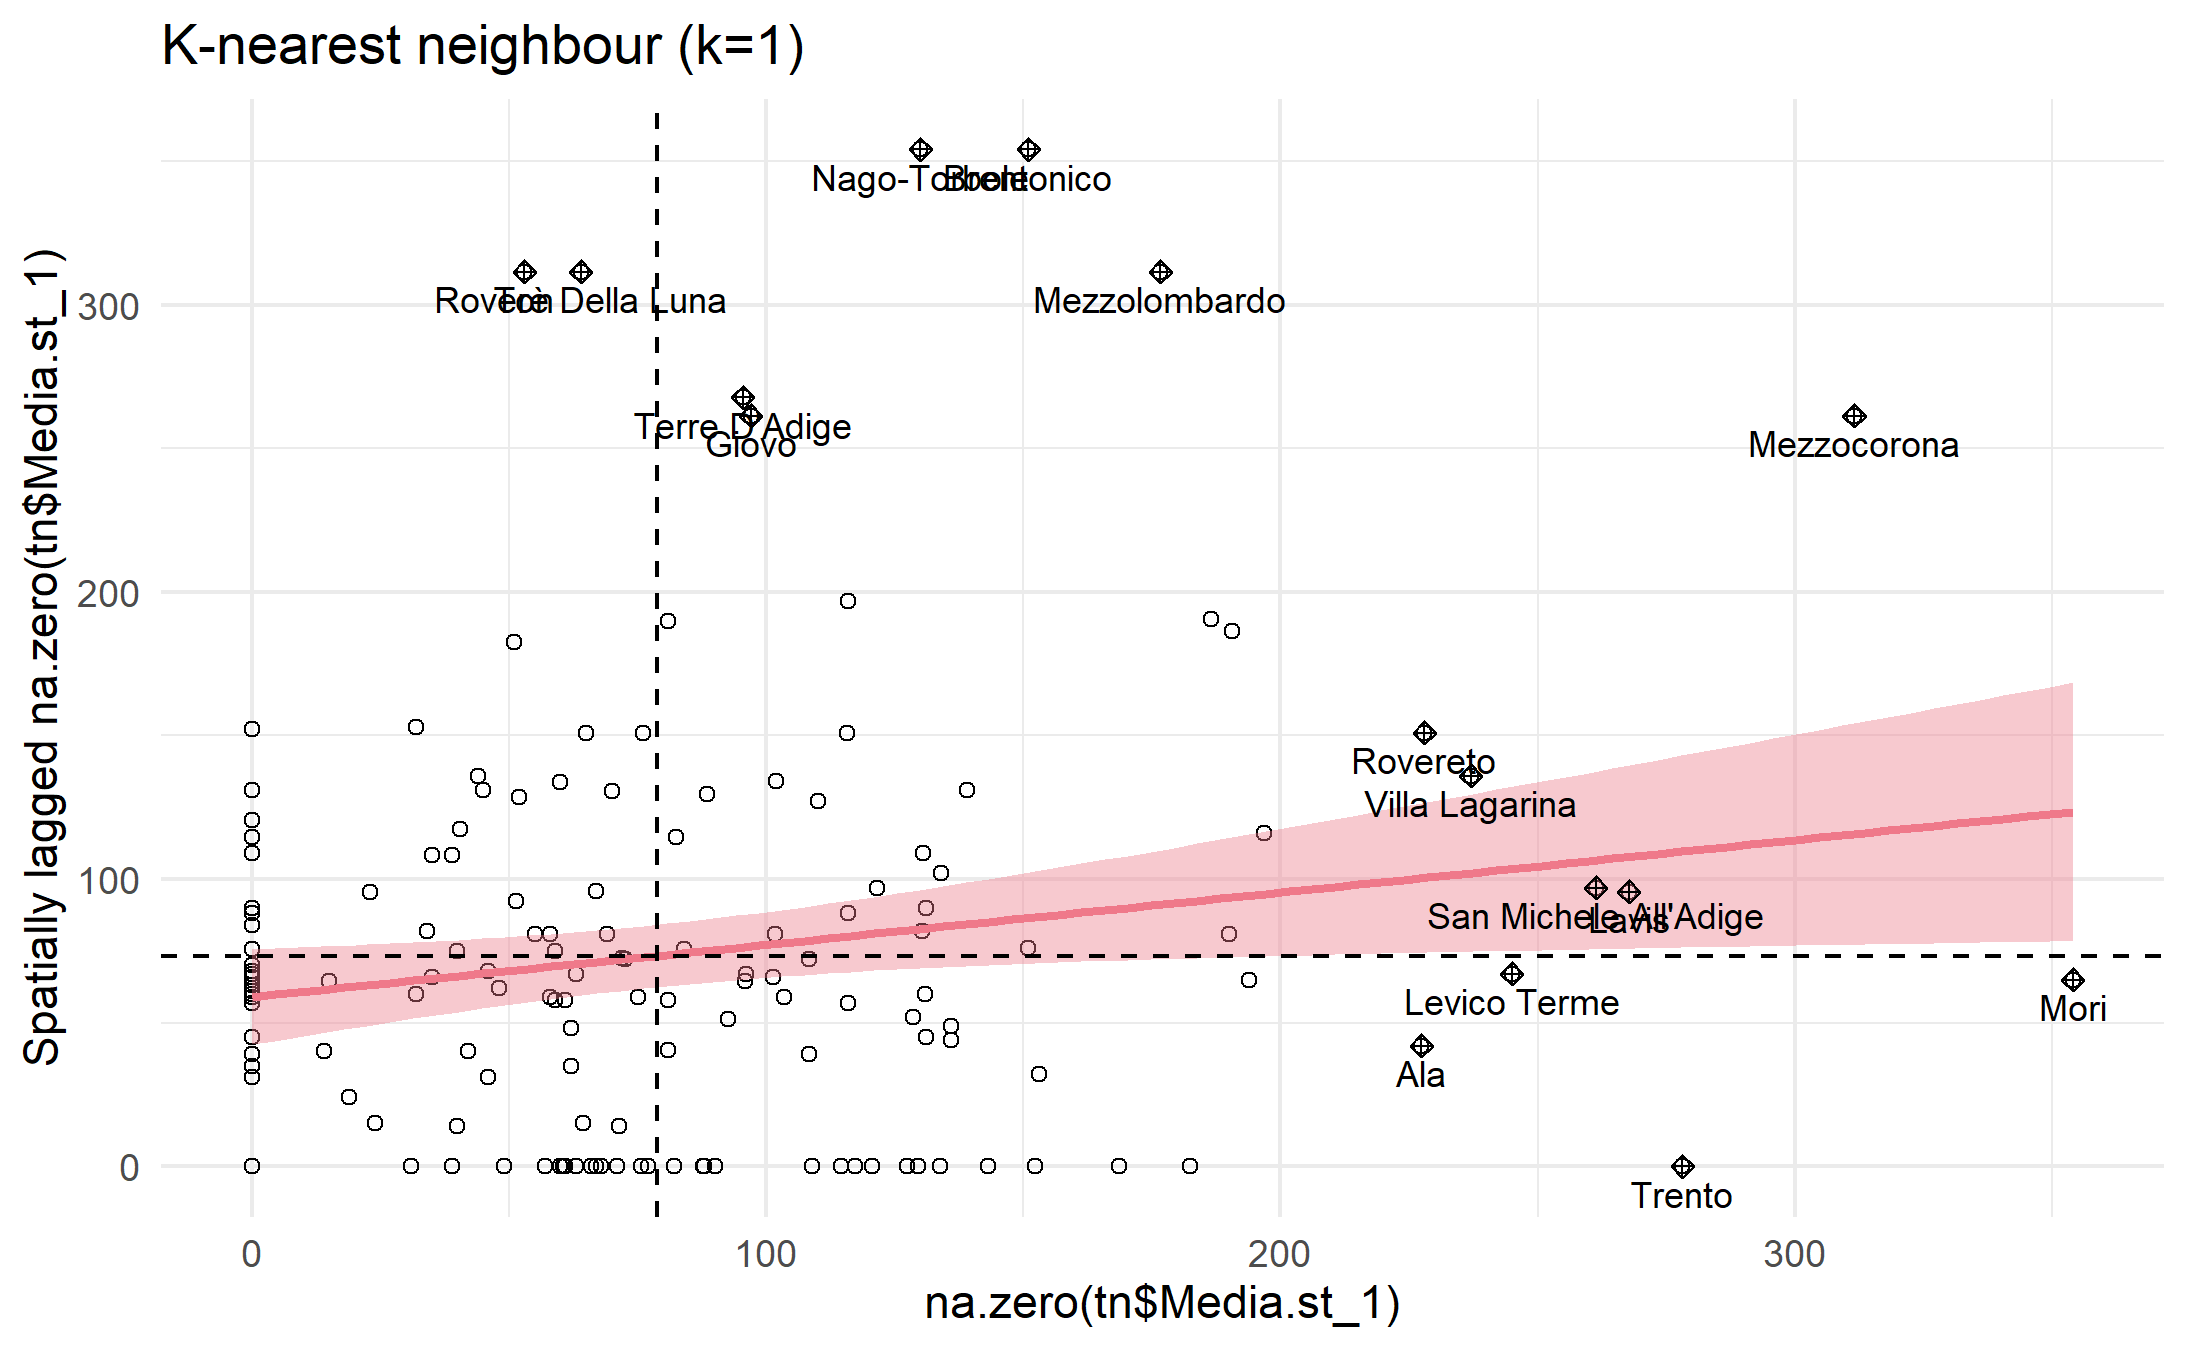 K-nearest neighbour (k=1)
Spatially lagged na.zero(tn$Media.st_1)
300
200
100
0
Nago-Torbole
Brentonico
Roverè Della Luna
Ton
Mezzolombardo
Terre D'Adige
Giovo
Mezzocorona
Rovereto
Villa Lagarina
San Michele All'Adige
Lavis
Levico Terme
Mori
Ala
Trento
0
100
200
300
na.zero(tn$Media.st_1)